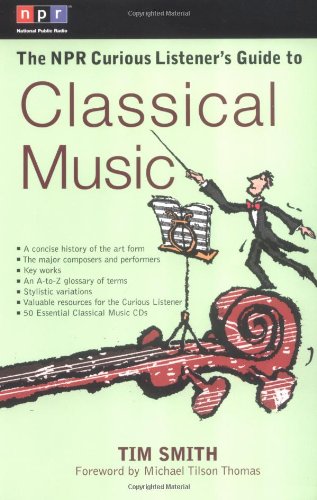 npr
National Public Radio
The NPR Curious Listener's Guide to
Classical
Music
A concise history of the art form
The major composers and performers
Key works
An A-to-Z glossary of terms
Stylistic variations
Valuable resources for the Curious Listener
50 Essential Classical Music CDs
TIM SMITH
Foreword by Michael Tilson Thomas